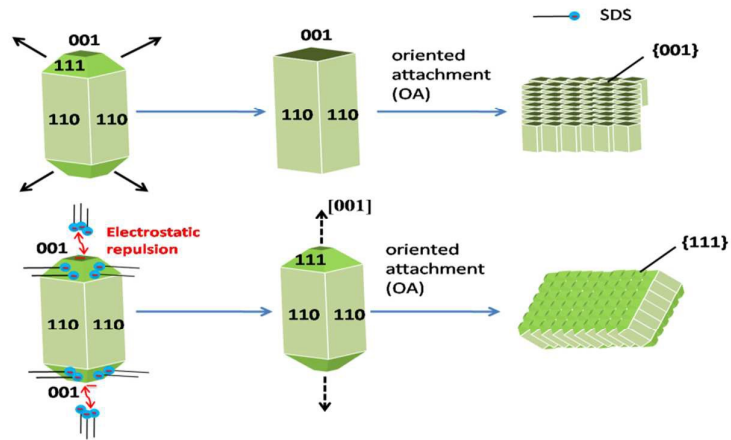 SDS
001
111
110 110
001
110 110
oriented
attachment
(OA)
{001}
Electrostatic
repulsion
001
110 110
001
[001]
111
110 110
oriented
attachment
(OA)
{111}